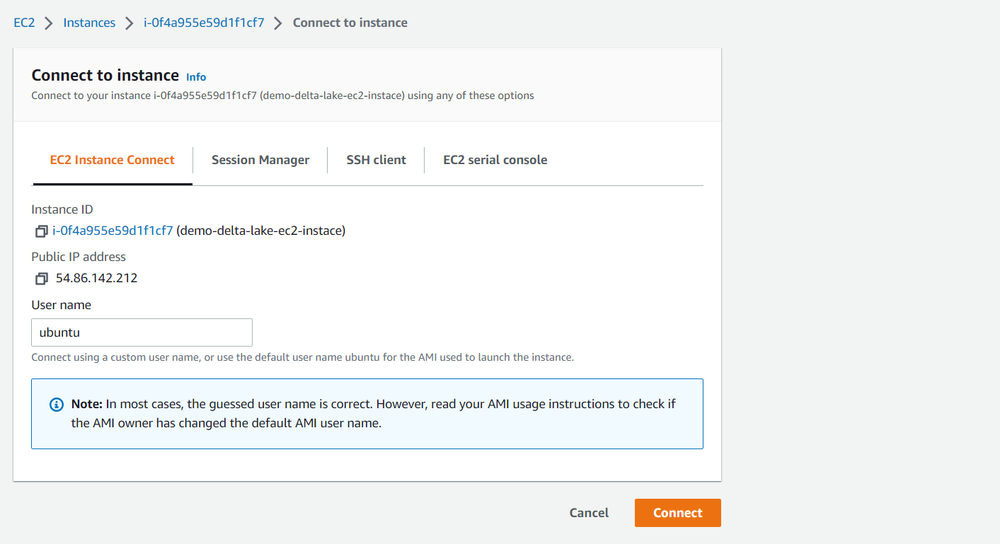 EC2 > Instances > i-0f4a955e59d1f1cf7 > Connect to instance
Connect to instance Info
Connect to your instance i-0f4a955e59d1f1cf7 (demo-delta-lake-ec2-instace) using any of these options
EC2 Instance Connect Session Manager SSH client EC2 serial console
Instance ID
i-0f4a955e59d1f1cf7 (demo-delta-lake-ec2-instace)
Public IP address
54.86.142.212
User name
ubuntu
Connect using a custom user name, or use the default user name ubuntu for the AMI used to launch the instance.
Note: In most cases, the guessed user name is correct. However, read your AMI usage instructions to check if
the AMI owner has changed the default AMI user name.
Cancel Connect